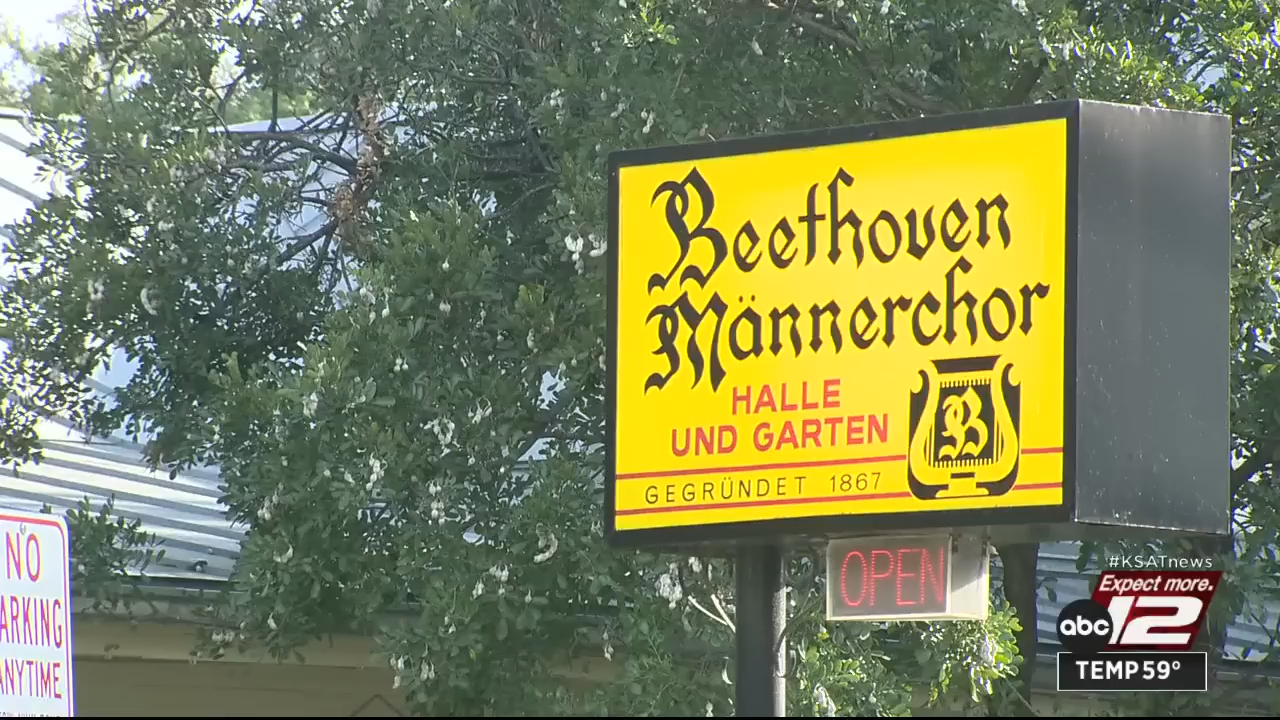 Beethoven
Männerchor
HALLE
UND GARTEN
B
GEGRÜNDET 1867
OPEN
NO
ARKING
ANYTIME
#KSATnews
Expect more.
abc 12
TEMP 59°